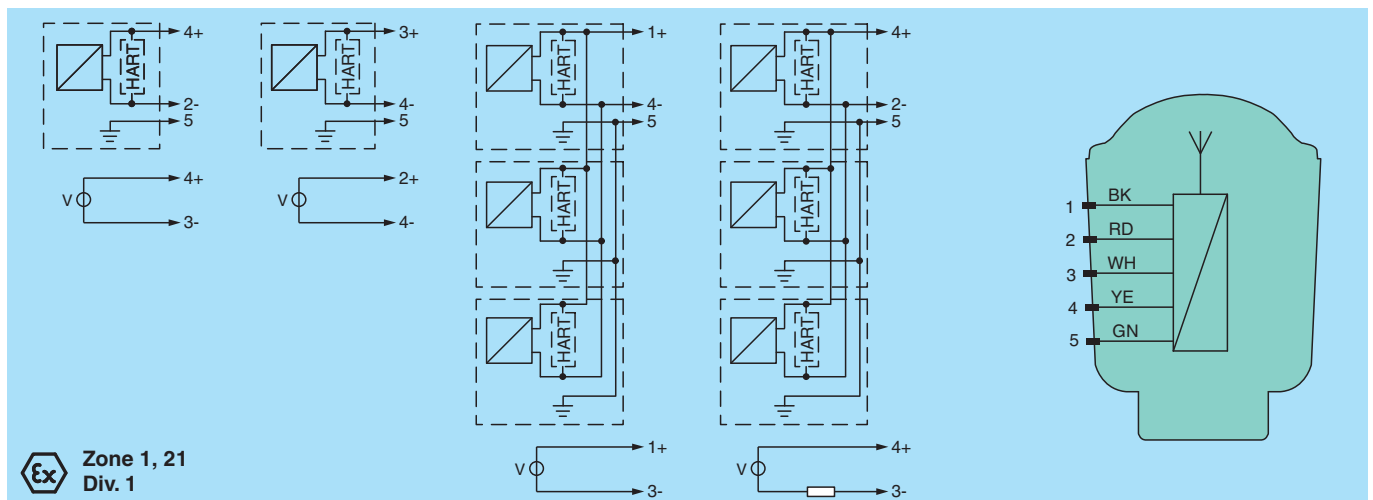 4+
HART
2-
5
V
4+
3-
3+
HART
4-
5
V
2+
4-
1+
HART
4-
5
HART
HART
V
1+
3-
4+
HART
2-
5
HART
HART
V
4+
3-
1 BK
2 RD
3 WH
4 YE
5 GN
Ex
Zone 1, 21
Div. 1